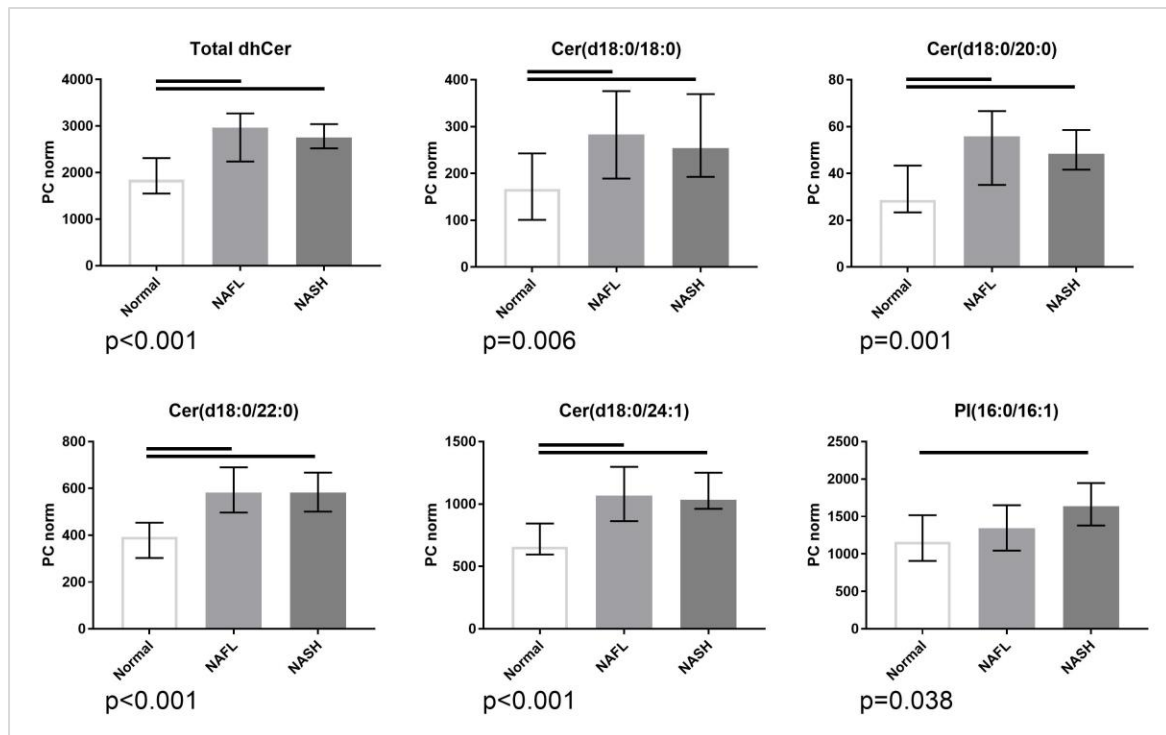 Total dhCer
PC norm
4000
3000
2000
1000
0
Normal
NAFL
NASH
p<0.001
Cer(d18:0/18:0)
PC norm
400
300
200
100
0
Normal
NAFL
NASH
p=0.006
Cer(d18:0/20:0)
PC norm
80
60
40
20
0
Normal
NAFL
NASH
p=0.001
Cer(d18:0/22:0)
PC norm
800
600
400
200
0
Normal
NAFL
NASH
p<0.001
Cer(d18:0/24:1)
PC norm
1500
1000
500
0
Normal
NAFL
NASH
p<0.001
PI(16:0/16:1)
PC norm
2500
2000
1500
1000
500
0
Normal
NAFL
NASH
p=0.038